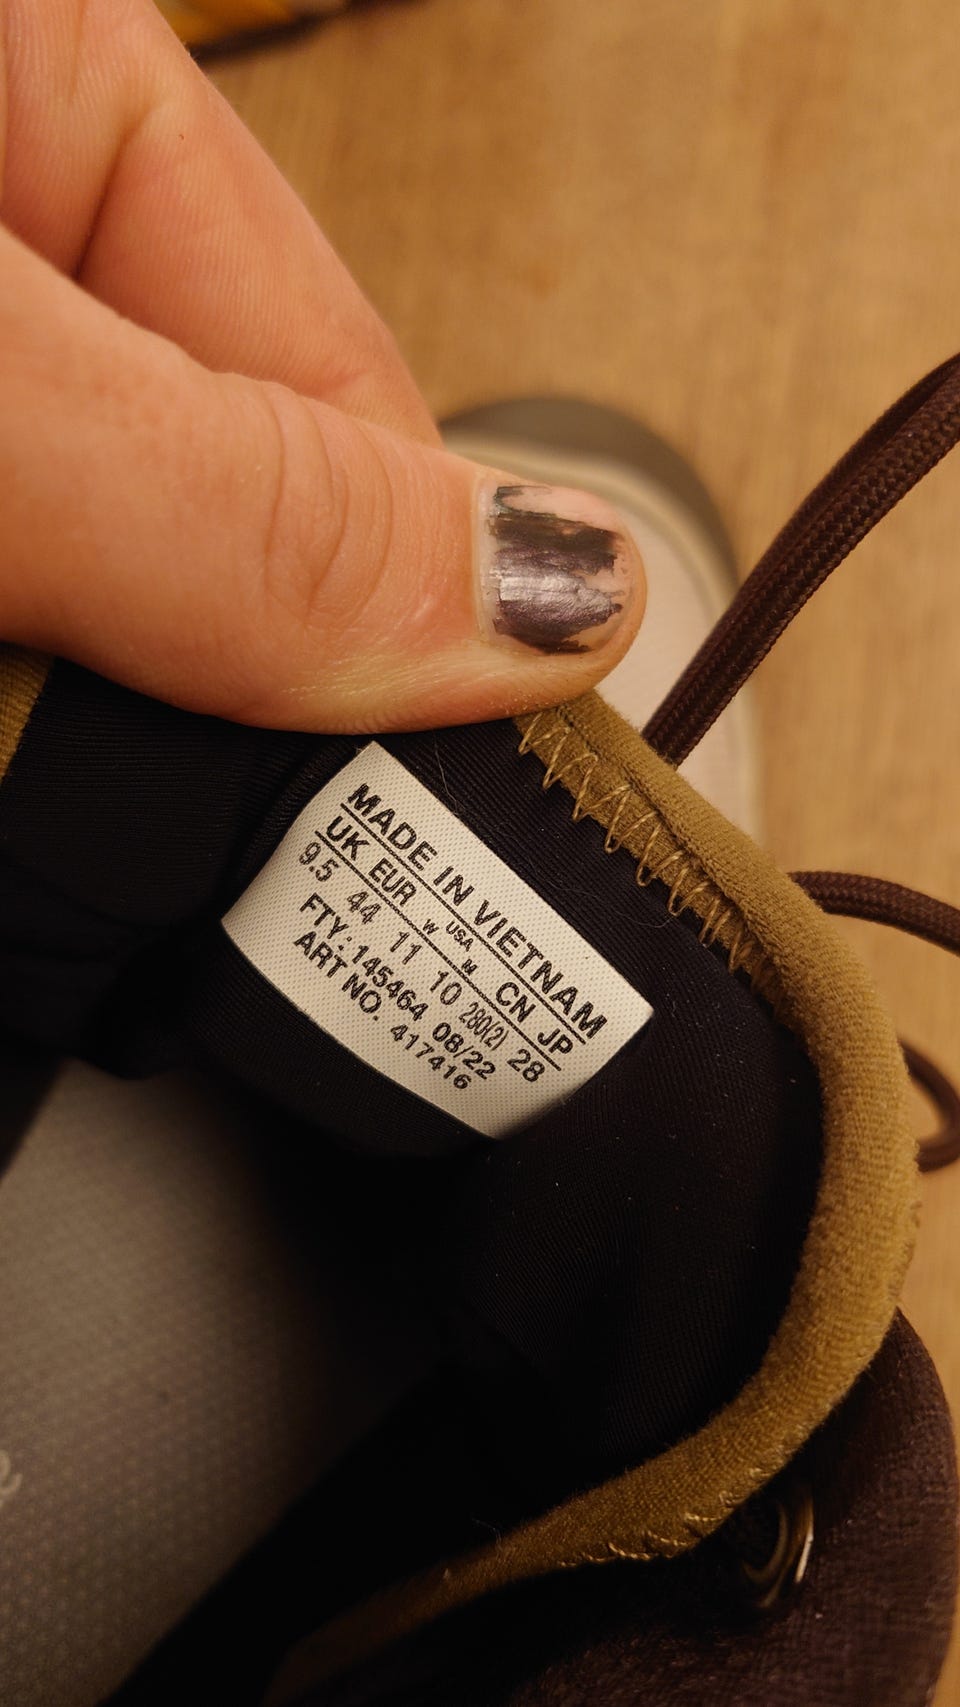 MADE IN VIETNAM
UK EUR W USA M CN JP
9.5 44 11 10 280(2) 28
FTY.:145464 08/22
ART NO. 417416